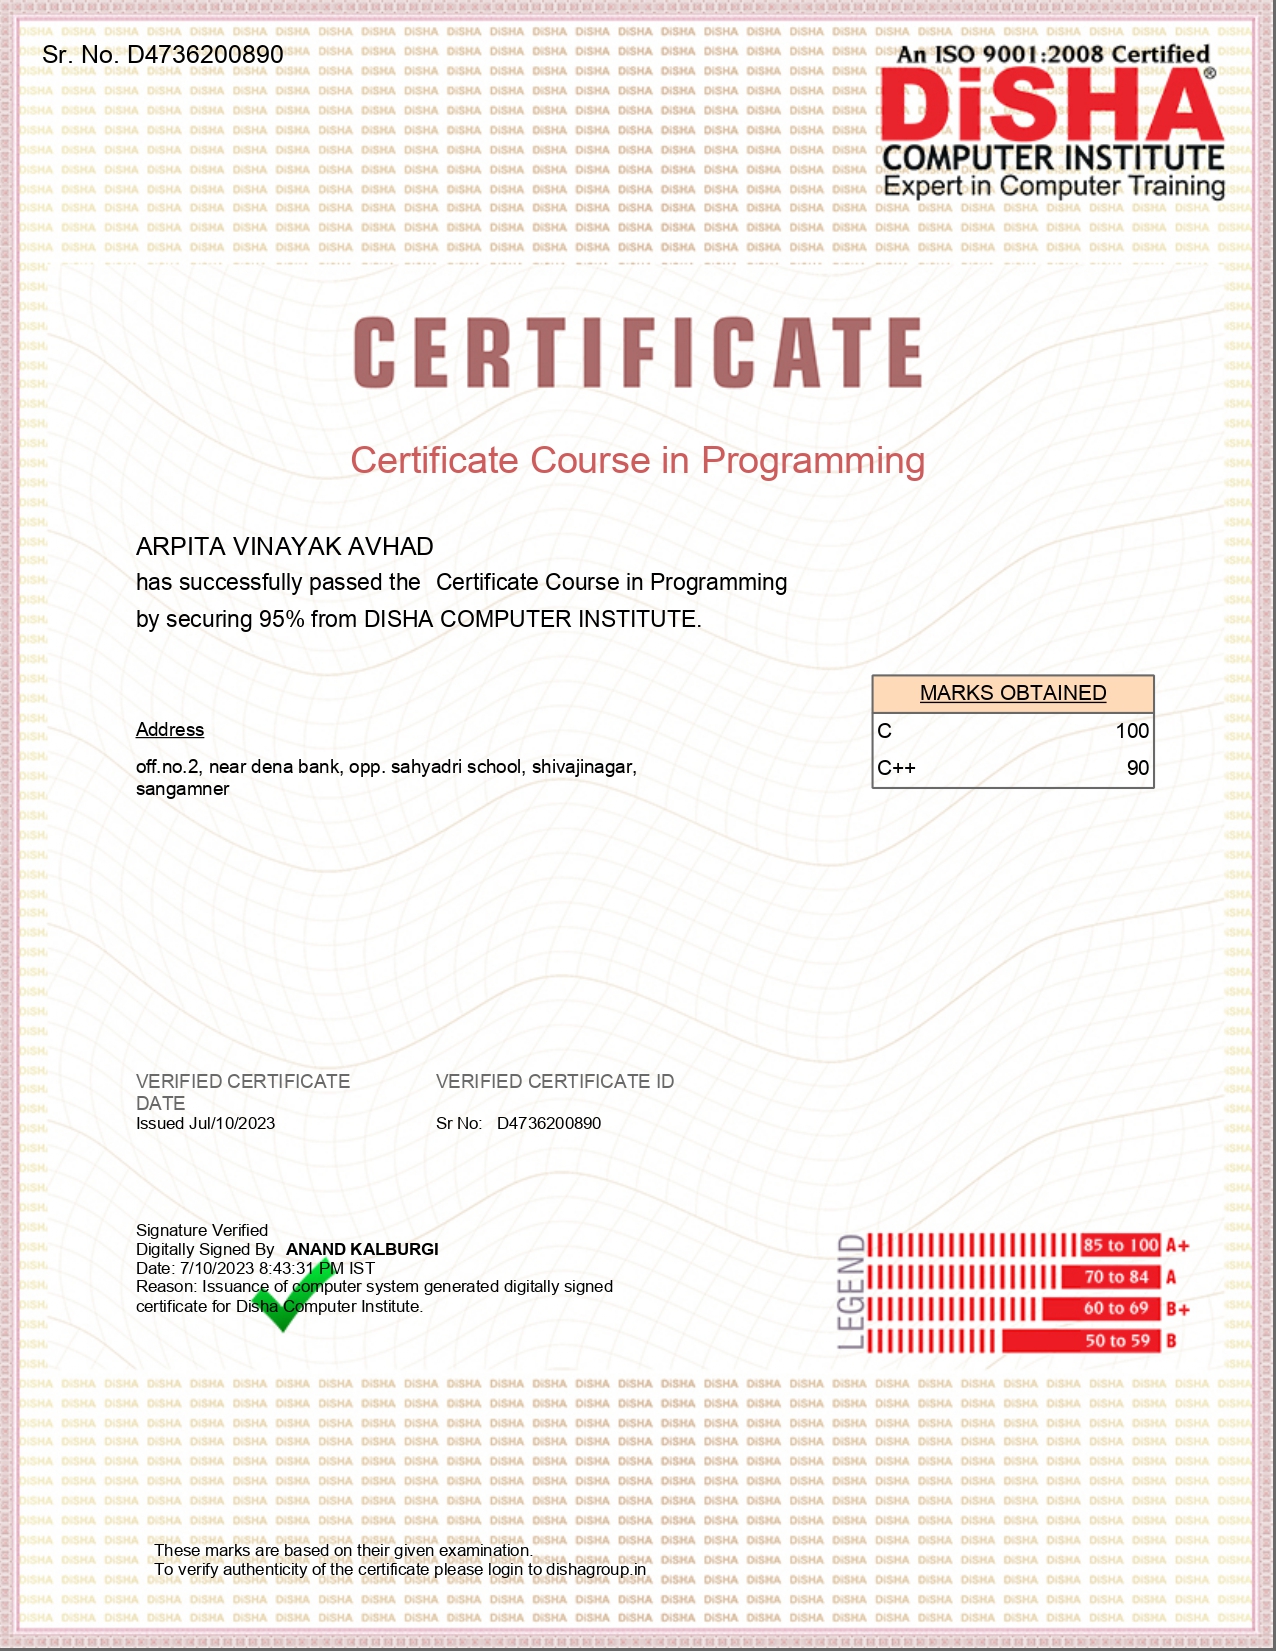 Sr. No. D4736200890
An ISO 9001:2008 Certified
DiSHA®
COMPUTER INSTITUTE
Expert in Computer Training
CERTIFICATE
Certificate Course in Programming
ARPITA VINAYAK AVHAD
has successfully passed the Certificate Course in Programming
by securing 95% from DISHA COMPUTER INSTITUTE.
MARKS OBTAINED
C 100
C++ 90
Address
off.no.2, near dena bank, opp. sahyadri school, shivajinagar,
sangamner
VERIFIED CERTIFICATE
DATE
Issued Jul/10/2023
VERIFIED CERTIFICATE ID
Sr No: D4736200890
Signature Verified
Digitally Signed By ANAND KALBURGI
Date: 7/10/2023 8:43:31 PM IST
Reason: Issuance of computer system generated digitally signed
certificate for Disha Computer Institute.
LEGEND
85 to 100 A+
70 to 84 A
60 to 69 B+
50 to 59 B
These marks are based on their given examination.
To verify authenticity of the certificate please login to dishagroup.in